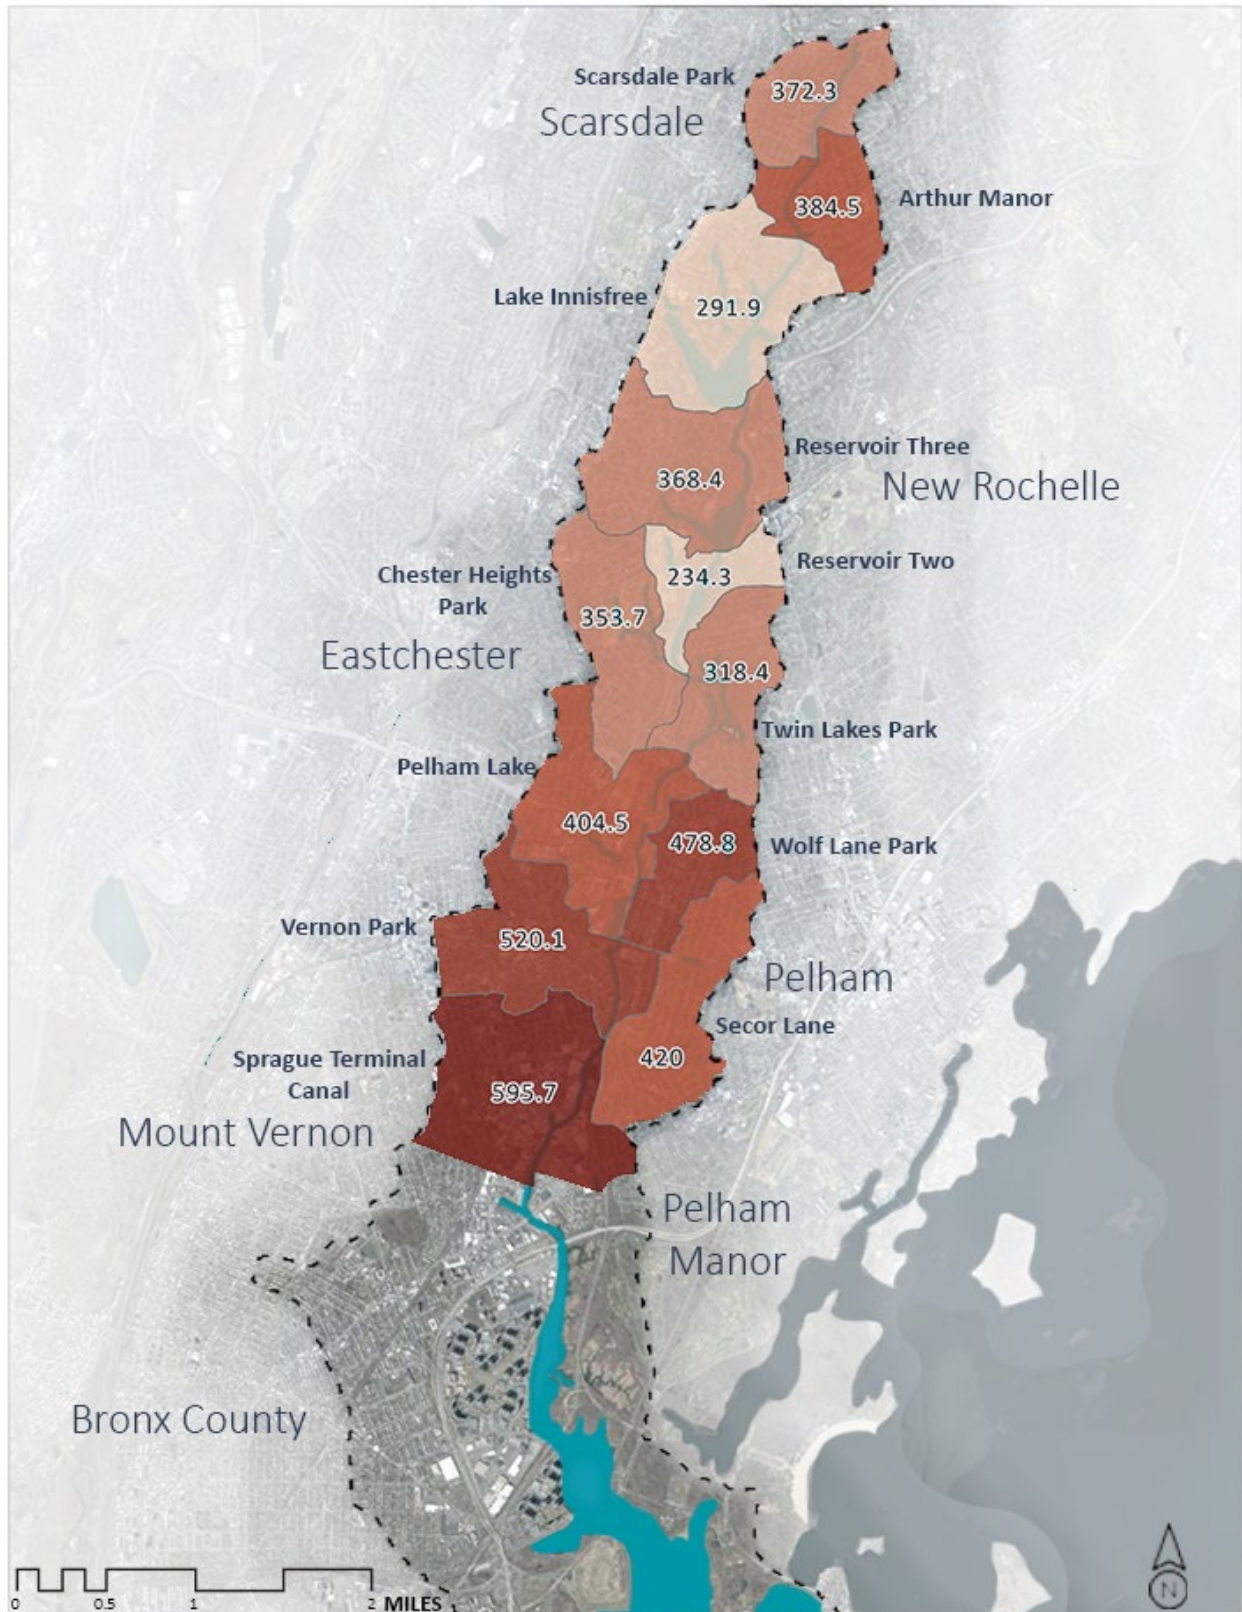 Scarsdale Park
372.3
Scarsdale
384.5
Arthur Manor
Lake Innisfree
291.9
Reservoir Three
368.4
New Rochelle
Reservoir Two
Chester Heights
Park
234.3
353.7
Eastchester
318.4
Twin Lakes Park
Pelham Lake
404.5
478.8
Wolf Lane Park
Vernon Park
520.1
Pelham
Secor Lane
Sprague Terminal
Canal
420
595.7
Mount Vernon
Pelham
Manor
Bronx County
0 0.5 1 2 MILES
N